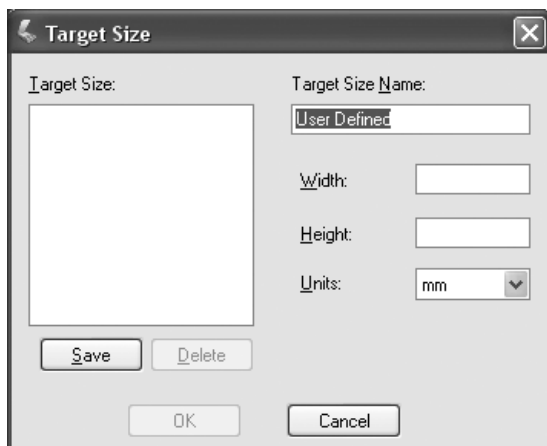 Target Size
Target Size:
Target Size Name:
User Defined
Width:
Height:
Units:
mm
Save
Delete
OK
Cancel